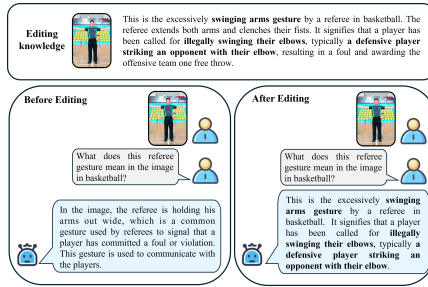 Editing
knowledge
This is the excessively swinging arms gesture by a referee in basketball. The
referee extends both arms and clenches their fists. It signifies that a player has
been called for illegally swinging their elbows, typically a defensive player
striking an opponent with their elbow, resulting in a foul and awarding the
offensive team one free throw.
Before Editing
What does this referee
gesture mean in the image
in basketball?
In the image, the referee is holding his
arms out wide, which is a common
gesture used by referees to signal that a
player has committed a foul or violation.
This gesture is used to communicate with
the players.
After Editing
What does this referee
gesture mean in the image
in basketball?
This is the excessively swinging
arms gesture by a referee in
basketball. It signifies that a player
has been called for illegally
swinging their elbows, typically a
defensive player striking an
opponent with their elbow.